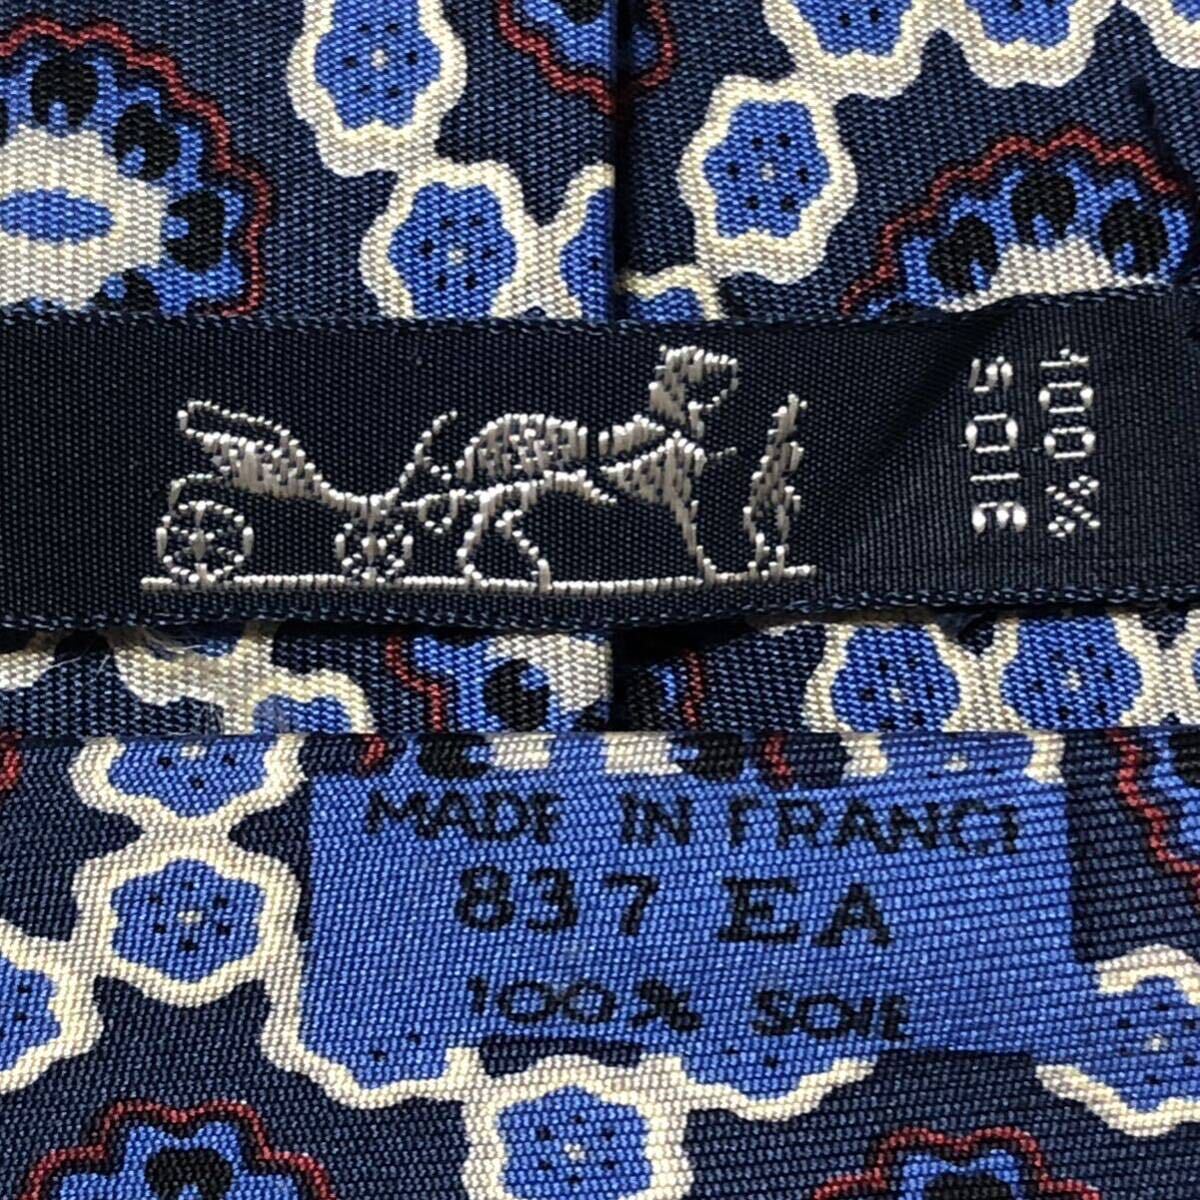 100%
SOIE
MADE IN FRANCE
837 EA
100% SOIE